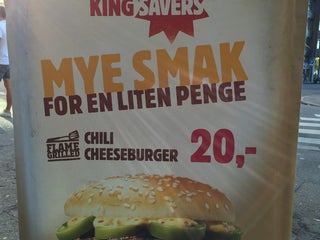 KING SAVERS
MYE SMAK
FOR EN LITEN PENGE
FLAME
GRILLED
CHILI
CHEESEBURGER
20,-